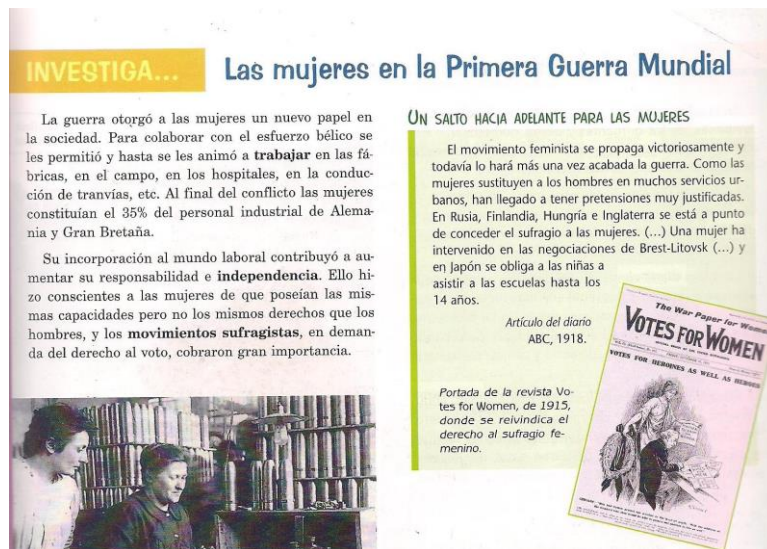 INVESTIGA...
Las mujeres en la Primera Guerra Mundial
La guerra otorgó a las mujeres un nuevo papel en
la sociedad. Para colaborar con el esfuerzo bélico se
les permitió y hasta se les animó a trabajar en las fá-
bricas, en el campo, en los hospitales, en la conduc-
ción de tranvías, etc. Al final del conflicto las mujeres
constituían el 35% del personal industrial de Alema-
nia y Gran Bretaña.
Su incorporación al mundo laboral contribuyó a au-
mentar su responsabilidad e independencia. Ello hi-
zo conscientes a las mujeres de que poseían las mis-
mas capacidades pero no los mismos derechos que los
hombres, y los movimientos sufragistas, en deman-
da del derecho al voto, cobraron gran importancia.
UN SALTO HACIA ADELANTE PARA LAS MUJERES
El movimiento feminista se propaga victoriosamente y
todavía lo hará más una vez acabada la guerra. Como las
mujeres sustituyen a los hombres en muchos servicios ur-
banos, han llegado a tener pretensiones muy justificadas.
En Rusia, Finlandia, Hungría e Inglaterra se está a punto
de conceder el sufragio a las mujeres. (...) Una mujer ha
intervenido en las negociaciones de Brest-Litovsk (...) y
en Japón se obliga a las niñas a
asistir a las escuelas hasta los
14 años.
Artículo del diario
ABC, 1918.
Portada de la revista Vo-
tes for Women, de 1915,
donde se reivindica el
derecho al sufragio fe-
menino.
The War Paper for Women
VOTES FOR WOMEN
VOTES FOR HEROINES AS WELL AS HEROES